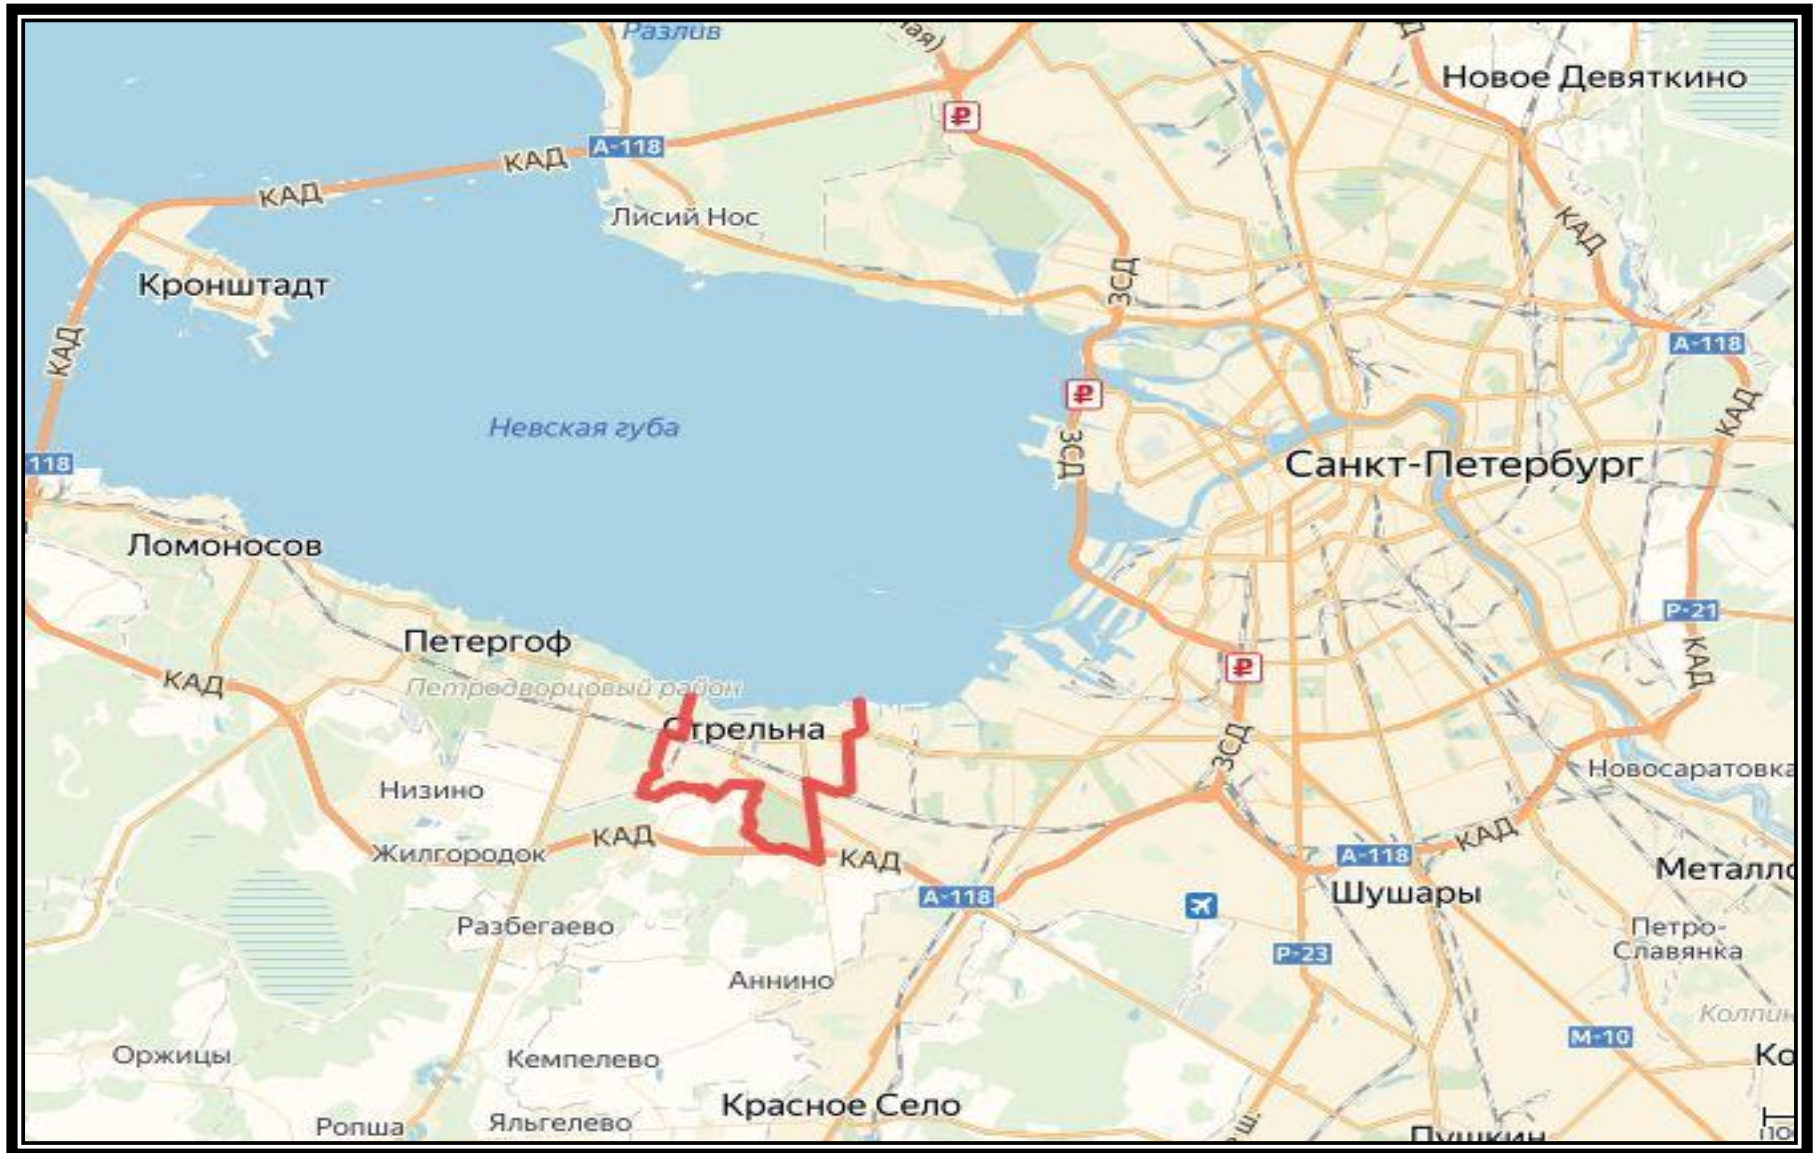 Разлив
ная)
Новое Девяткино
А-118
КАД
КАД
Лисий Нос
КАД
ЗСД
Кронштадт
КАД
А-118
КАД
Невская губа
ЗСД
118
Санкт-Петербург
Ломоносов
Р-21
Петергоф
КАД
КАД
Петродворцовый район
Стрельна
ЗСД
Новосаратовка
Низино
КАД
КАД
Жилгородок
КАД
А-118
А-118
Металло
Шушары
Разбегаево
Петро-
Славянка
Р-23
Аннино
Колпин
М-10
Оржицы
Кемпелево
Ко
Красное Село
Ропша
Яльгелево
ш.
Пушкин
10